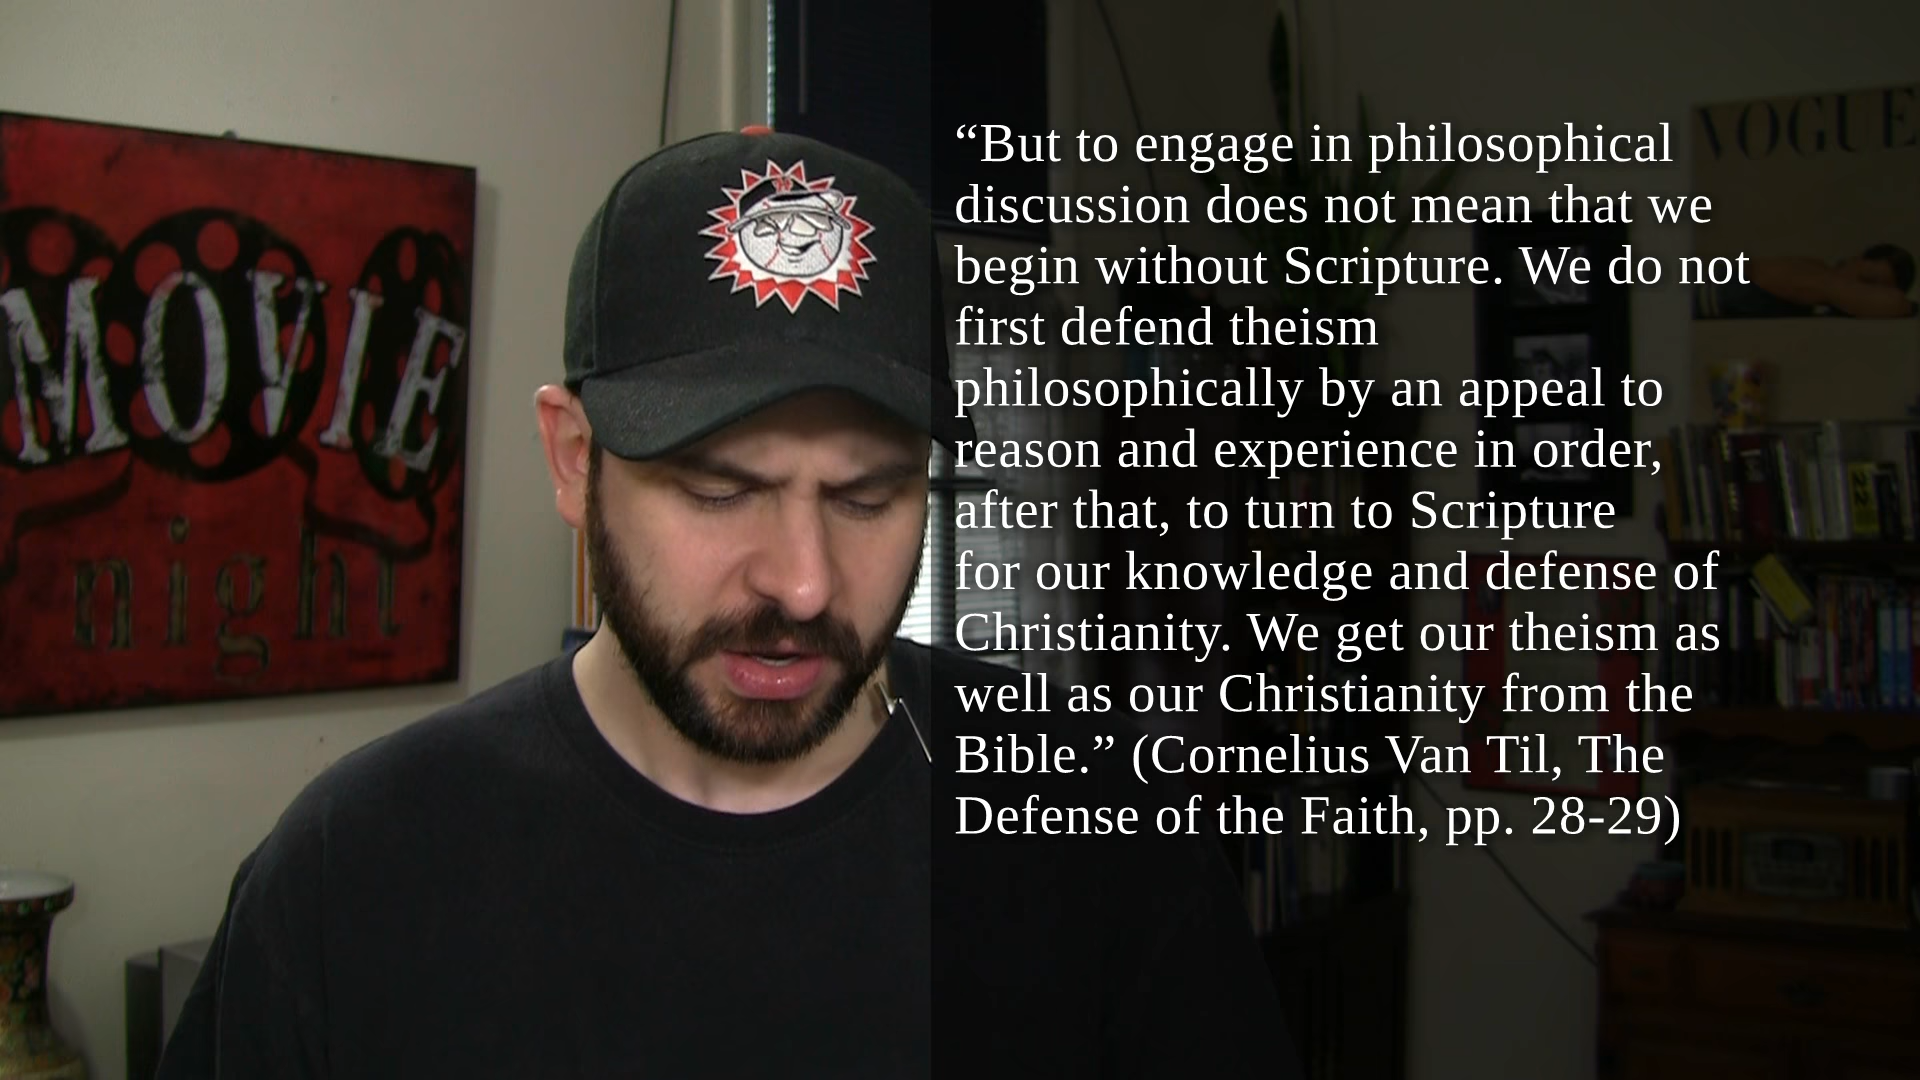 MOVIE
night
VOGUE
“But to engage in philosophical
discussion does not mean that we
begin without Scripture. We do not
first defend theism
philosophically by an appeal to
reason and experience in order,
after that, to turn to Scripture
for our knowledge and defense of
Christianity. We get our theism as
well as our Christianity from the
Bible.” (Cornelius Van Til, The
Defense of the Faith, pp. 28-29)